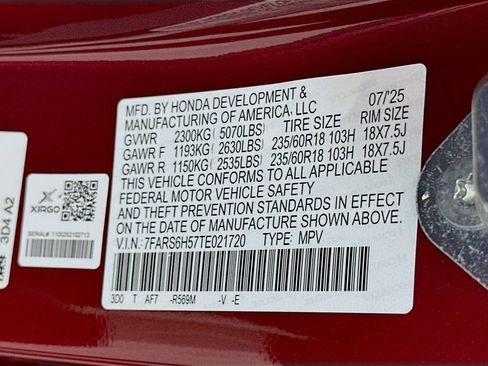 MFD. BY HONDA DEVELOPMENT &
MANUFACTURING OF AMERICA, LLC 07/25
GVWR 2300KG ( 5070LBS) TIRE SIZE RIM SIZE
GAWR F 1193KG ( 2630LBS) 235/60R18 103H 18X7.5J
GAWR R 1150KG ( 2535LBS) 235/60R18 103H 18X7.5J
THIS VEHICLE CONFORMS TO ALL APPLICABLE
FEDERAL MOTOR VEHICLE SAFETY
AND THEFT PREVENTION STANDARDS IN EFFECT
ON THE DATE OF MANUFACTURE SHOWN ABOVE.
V.I.N.: 7FARS6H57TE021720 TYPE: MPV
3D0 T AF7 -R569M -V -E
XIRGO
SERIAL# 1100252102713
3D4 A2